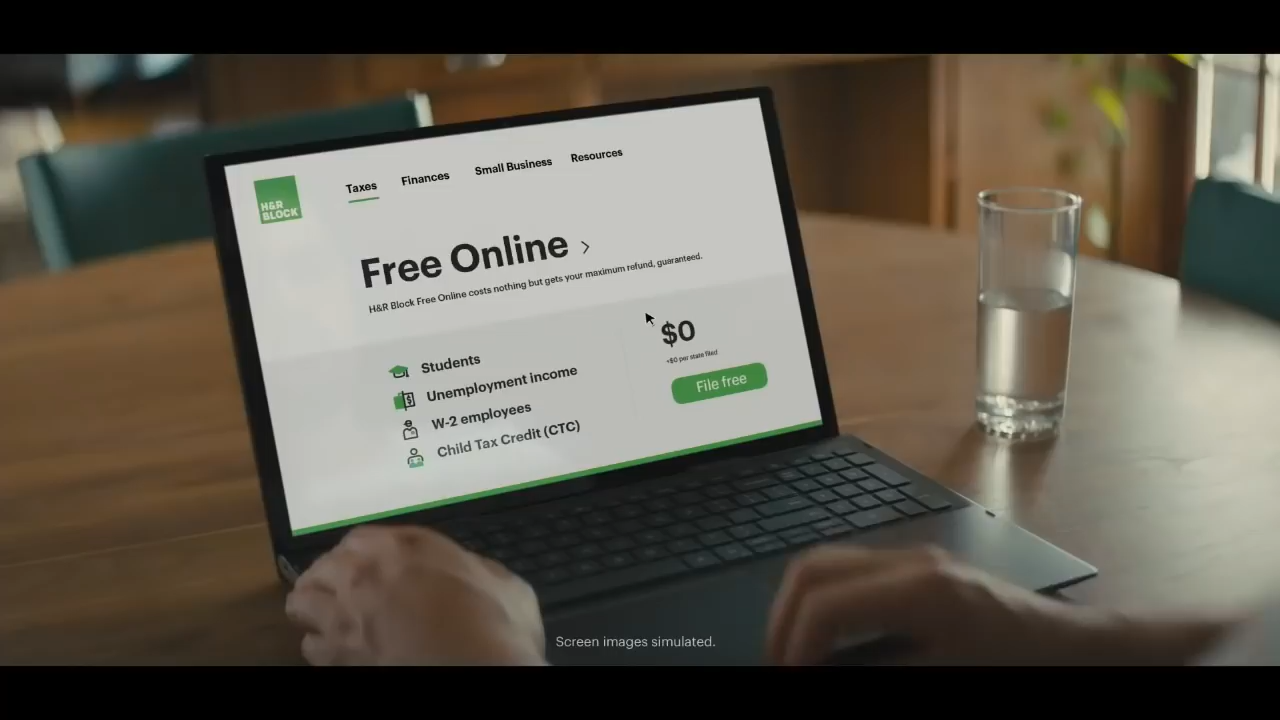 H&R
BLOCK
Taxes
Finances
Small Business
Resources
Free Online >
H&R Block Free Online costs nothing but gets your maximum refund, guaranteed.
Students
Unemployment income
W-2 employees
Child Tax Credit (CTC)
$0
+$0 per state filed
File free
Screen images simulated.